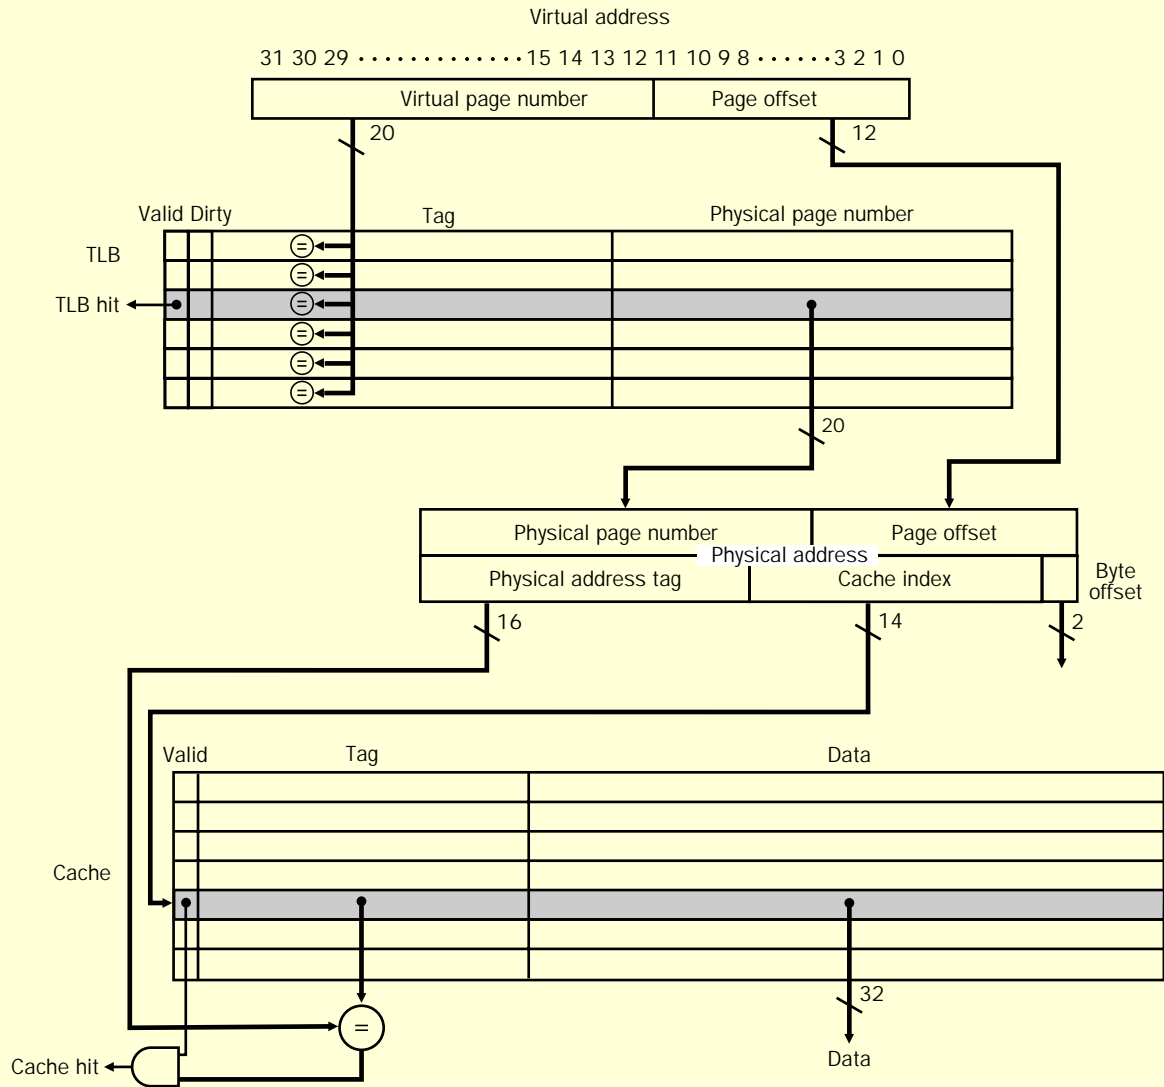 Virtual address
31 30 29 ·············15 14 13 12 11 10 9 8 ······3 2 1 0
Virtual page number Page offset
20 12
Valid Dirty Tag Physical page number
TLB
=
=
TLB hit =
=
=
=
20
Physical page number Page offset
Physical address
Physical address tag Cache index Byte
offset
16 14 2
Valid Tag Data
Cache
32
=
Data
Cache hit